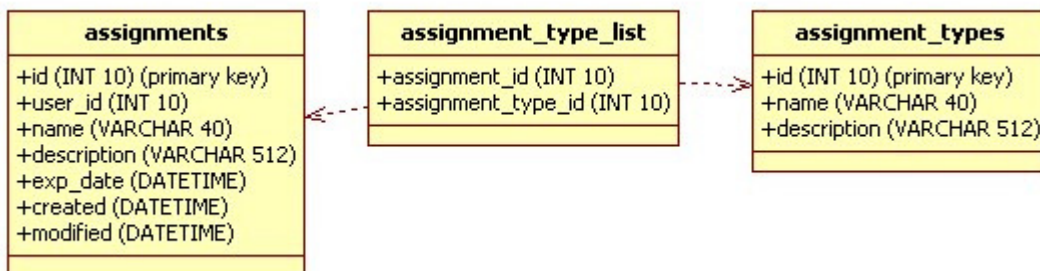 assignments
+id (INT 10) (primary key)
+user_id (INT 10)
+name (VARCHAR 40)
+description (VARCHAR 512)
+exp_date (DATETIME)
+created (DATETIME)
+modified (DATETIME)
assignment_type_list
+assignment_id (INT 10)
+assignment_type_id (INT 10)
assignment_types
+id (INT 10) (primary key)
+name (VARCHAR 40)
+description (VARCHAR 512)